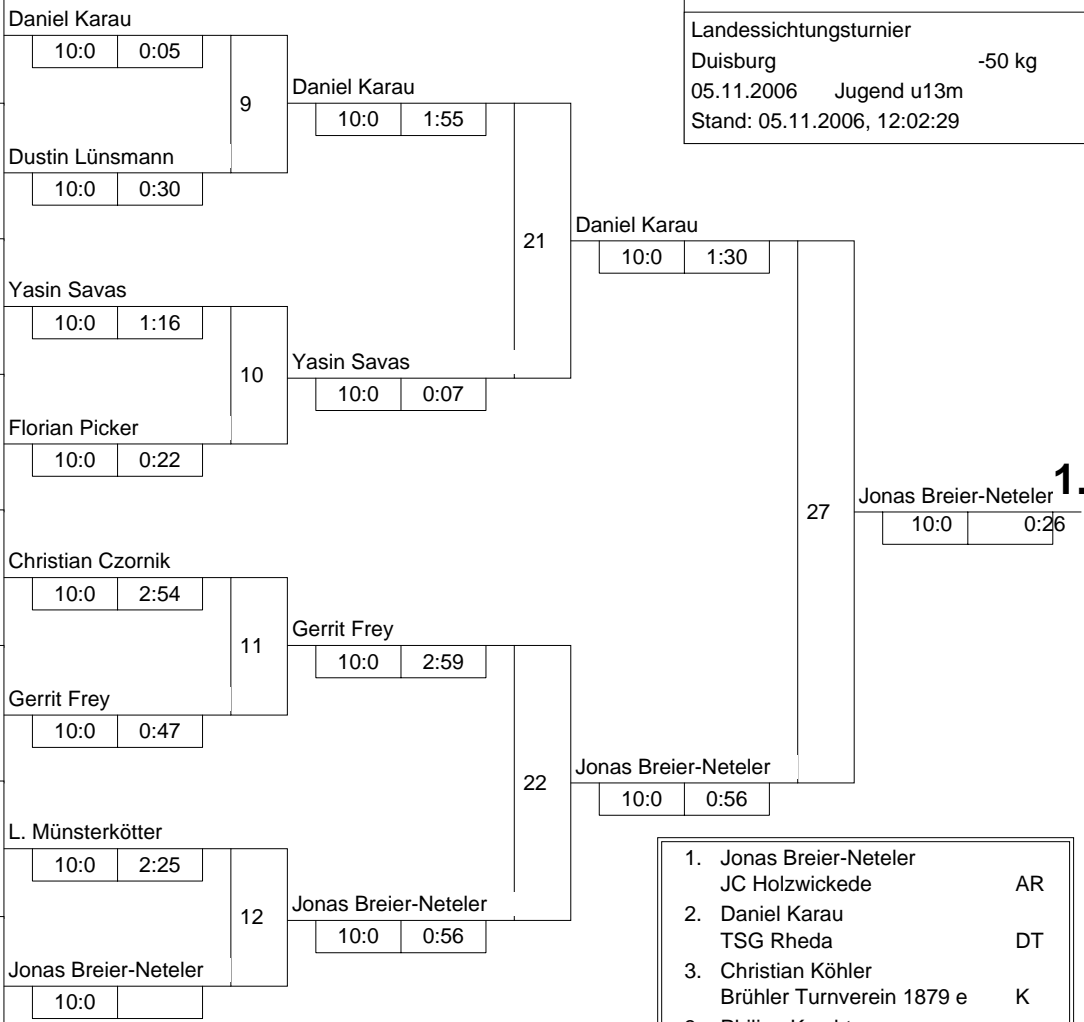 Daniel Karau
10:0 0:05
9
Dustin Lünsmann
10:0 0:30
Yasin Savas
10:0 1:16
10
Florian Picker
10:0 0:22
Christian Czornik
10:0 2:54
11
Gerrit Frey
10:0 0:47
L. Münsterkötter
10:0 2:25
12
Jonas Breier-Neteler
10:0
Daniel Karau
10:0 1:55
21
Yasin Savas
10:0 0:07
Gerrit Frey
10:0 2:59
22
Jonas Breier-Neteler
10:0 0:56
Daniel Karau
10:0 1:30
27
Jonas Breier-Neteler
10:0 0:56
Jonas Breier-Neteler 1.
10:0 0:26
Landessichtungsturnier
Duisburg -50 kg
05.11.2006 Jugend u13m
Stand: 05.11.2006, 12:02:29
1. Jonas Breier-Neteler
JC Holzwickede AR
2. Daniel Karau
TSG Rheda DT
3. Christian Köhler
Brühler Turnverein 1879 e K